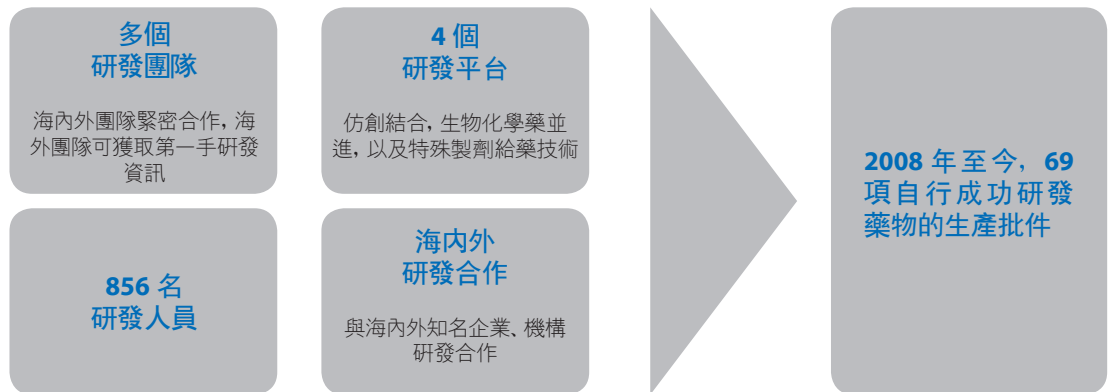 多個
研發團隊
海內外團隊緊密合作，海
外團隊可獲取第一手研發
資訊
4 個
研發平台
仿創結合，生物化學藥並
進，以及特殊製劑給藥技術
856 名
研發人員
海內外
研發合作
與海內外知名企業、機構
研發合作
2008 年至今，69
項自行成功研發
藥物的生產批件